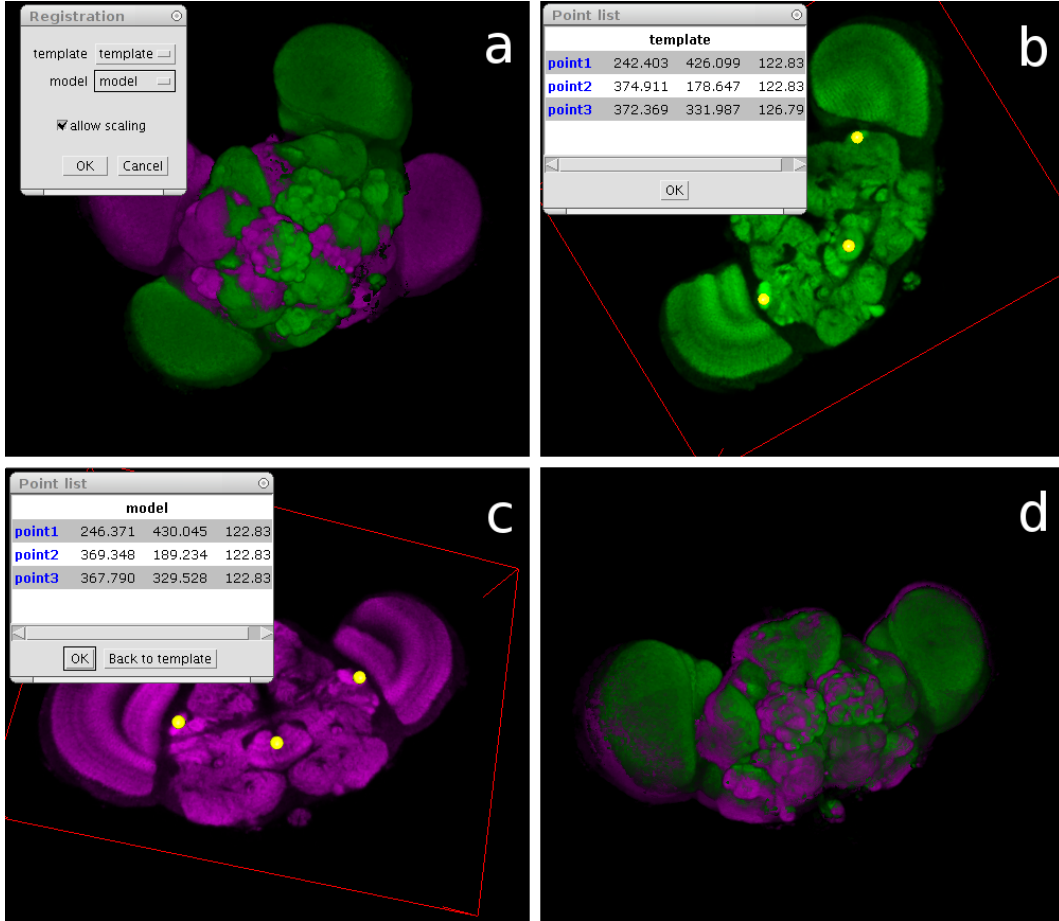 Registration
template template
model model
allow scaling
OK Cancel
a
Point list
template
point1 242.403 426.099 122.83
point2 374.911 178.647 122.83
point3 372.369 331.987 126.79
OK
b
Point list
model
point1 246.371 430.045 122.83
point2 369.348 189.234 122.83
point3 367.790 329.528 122.83
OK Back to template
c
d